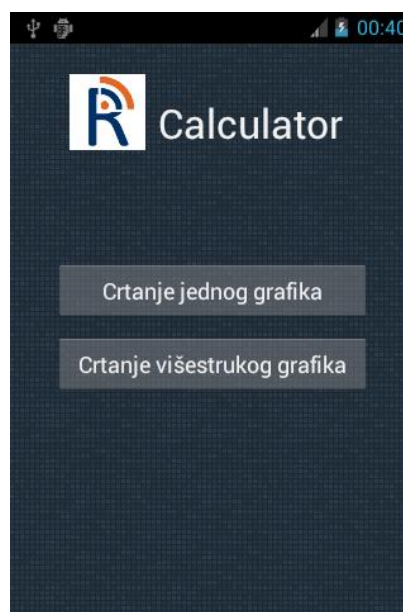 00:40
R Calculator
Crtanje jednog grafika
Crtanje višestrukog grafika